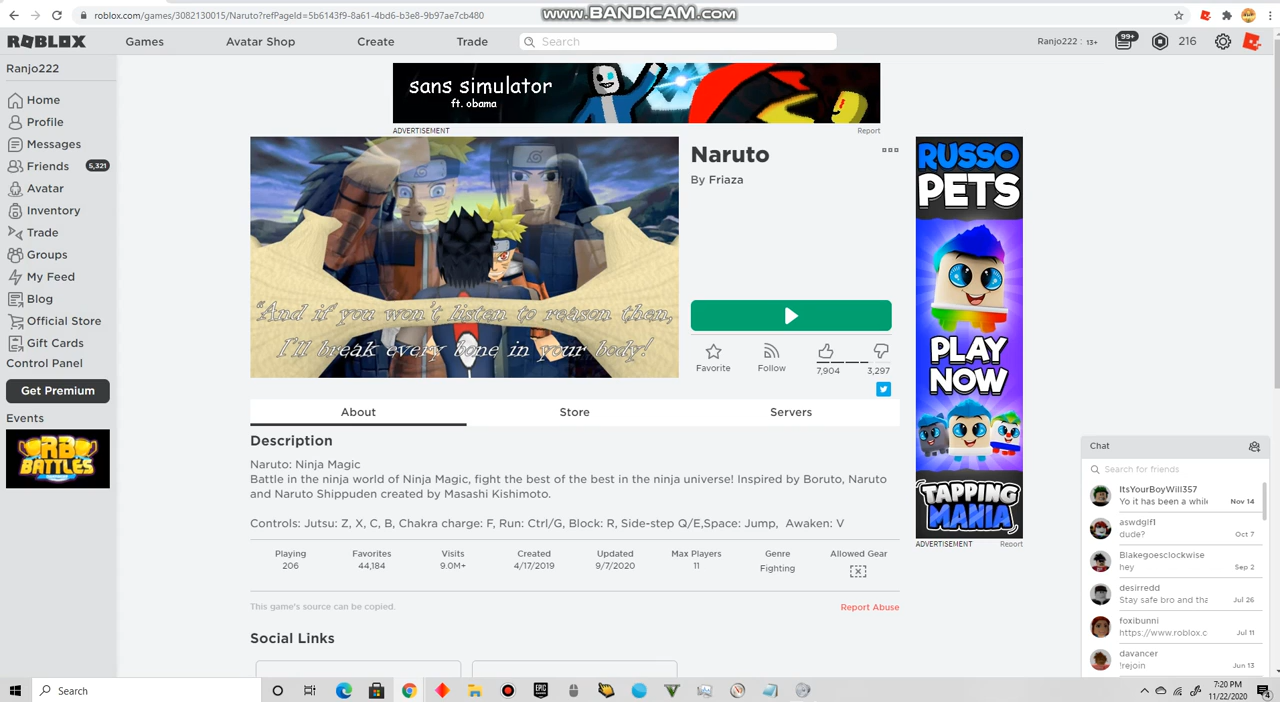 roblox.com/games/3082130015/Naruto?refPageId=5b6143f9-8a61-4bd6-b3e8-9b97ae7cb480
www.BANDICAM.com
ROBLOX
Games
Avatar Shop
Create
Trade
Search
Ranjo222 : 13+
99+
216
Ranjo222
Home
Profile
Messages
Friends
5,321
Avatar
Inventory
Trade
Groups
My Feed
Blog
Official Store
Gift Cards
Control Panel
Get Premium
Events
RB
BATTLES
sans simulator
ft. obama
ADVERTISEMENT
Report
"And if you won't listen to reason then,
I'll break every bone in your body!
Naruto
By Friaza
Favorite
Follow
7,904
3,297
RUSSO
PETS
PLAY
NOW
TAPPING
MANIA
ADVERTISEMENT
Report
About
Store
Servers
Description
Naruto: Ninja Magic
Battle in the ninja world of Ninja Magic, fight the best of the best in the ninja universe! Inspired by Boruto, Naruto
and Naruto Shippuden created by Masashi Kishimoto.
Controls: Jutsu: Z, X, C, B, Chakra charge: F, Run: Ctrl/G, Block: R, Side-step Q/E,Space: Jump, Awaken: V
Playing
Favorites
Visits
Created
Updated
Max Players
Genre
Allowed Gear
206
44,184
9.0M+
4/17/2019
9/7/2020
11
Fighting
This game's source can be copied.
Report Abuse
Social Links
Chat
Search for friends
ItsYourBoyWill357
Yo it has been a while
Nov 14
aswdglf1
dude?
Oct 7
Blakegoesclockwise
hey
Sep 2
desirredd
Stay safe bro and tha
Jul 26
foxibunni
https://www.roblox.c
Jul 11
davancer
!rejoin
Jun 13
Search
EPIC
GAMES
7:20 PM
11/22/2020
4